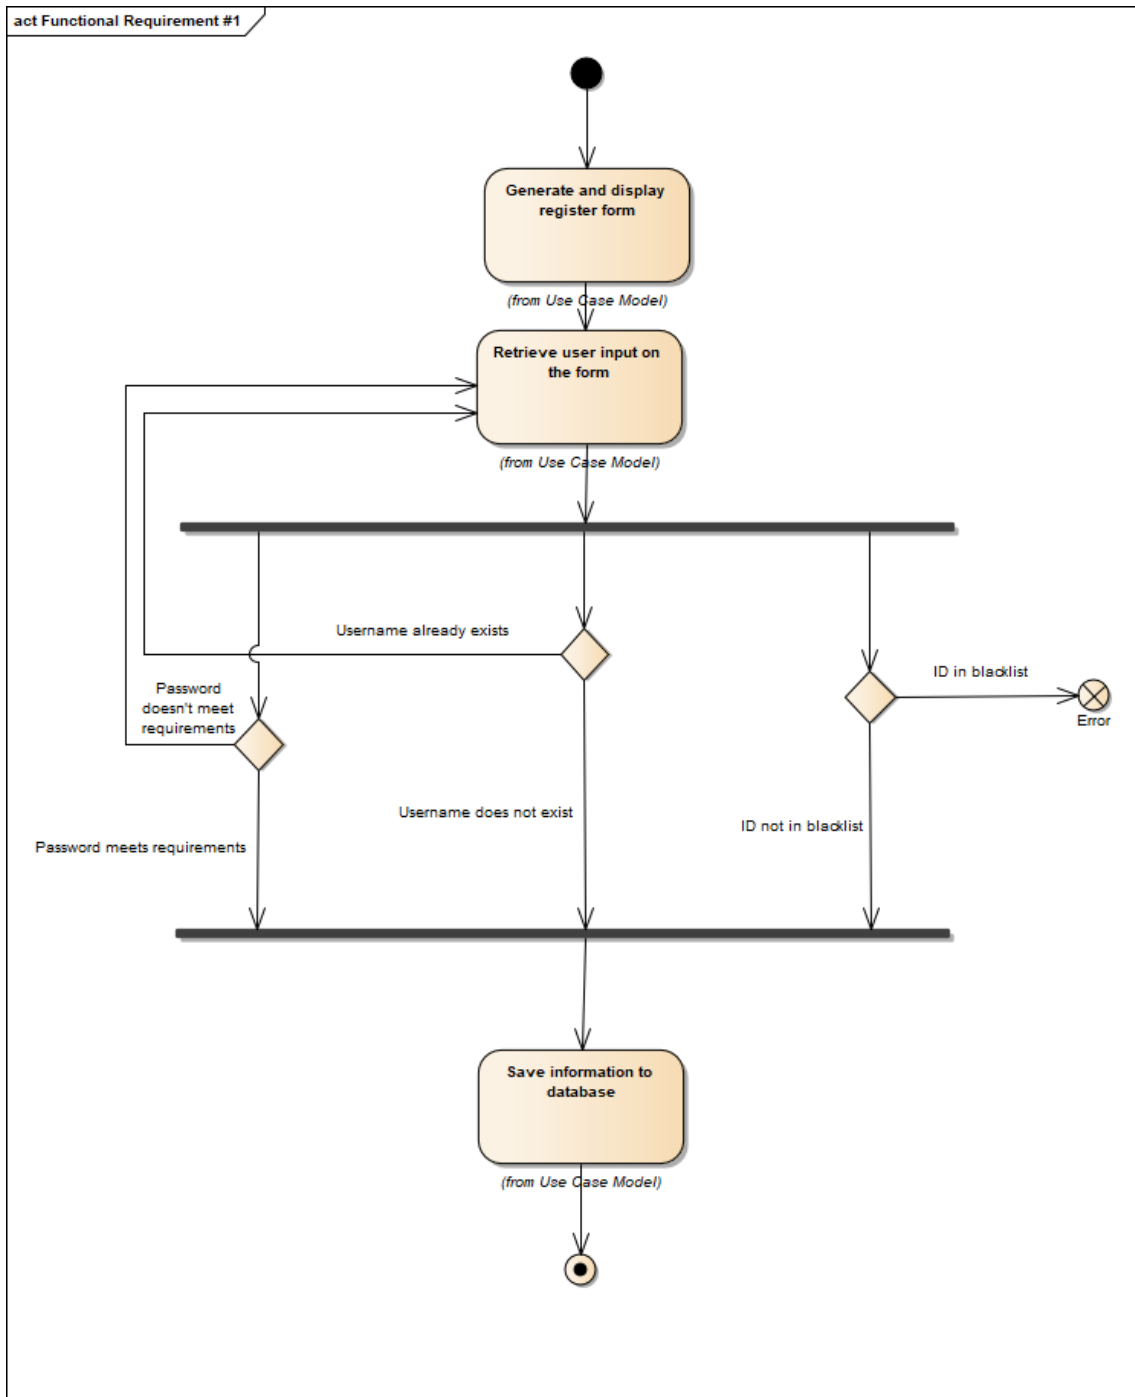 act Functional Requirement #1
Generate and display
register form
(from Use Case Model)
Retrieve user input on
the form
(from Use Case Model)
Username already exists
ID in blacklist
Password
doesn't meet
requirements
Error
Username does not exist
ID not in blacklist
Password meets requirements
Save information to
database
(from Use Case Model)